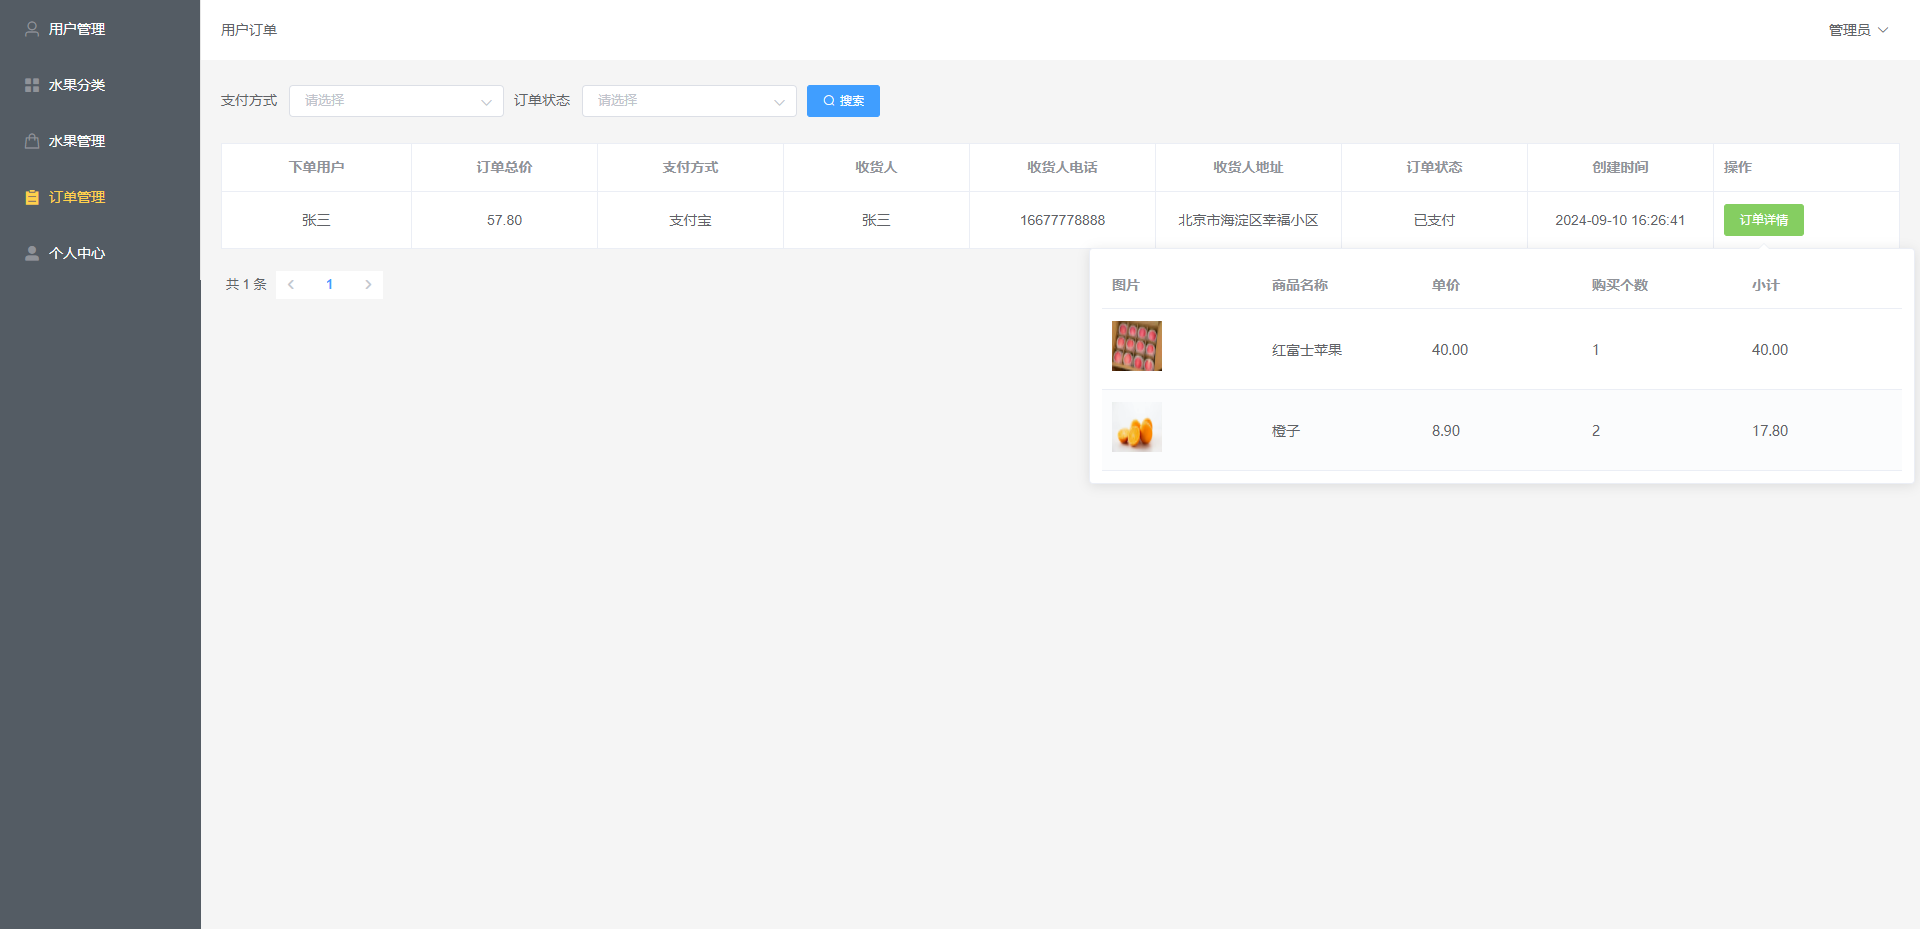 用户管理
水果分类
水果管理
订单管理
个人中心
用户订单
管理员
支付方式 请选择 订单状态 请选择 搜索
下单用户 订单总价 支付方式 收货人 收货人电话 收货人地址 订单状态 创建时间 操作
张三 57.80 支付宝 张三 16677778888 北京市海淀区幸福小区 已支付 2024-09-10 16:26:41 订单详情
共 1 条 1
图片 商品名称 单价 购买个数 小计
红富士苹果 40.00 1 40.00
橙子 8.90 2 17.80